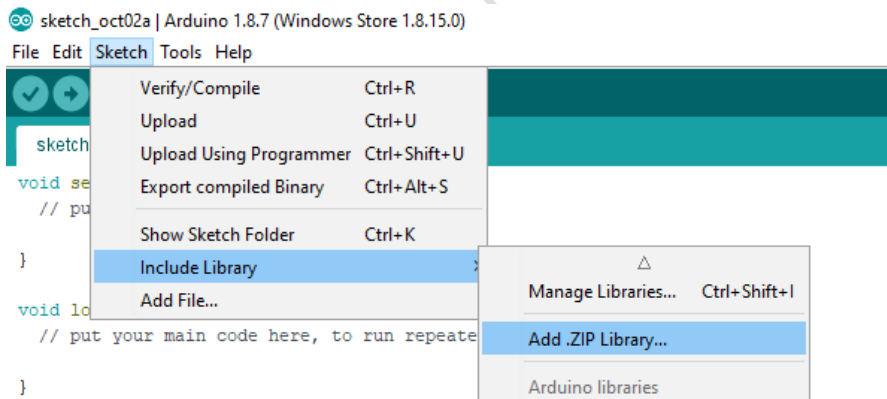 sketch_oct02a | Arduino 1.8.7 (Windows Store 1.8.15.0)
File Edit Sketch Tools Help
Verify/Compile Ctrl+R
Upload Ctrl+U
Upload Using Programmer Ctrl+Shift+U
Export compiled Binary Ctrl+Alt+S
Show Sketch Folder Ctrl+K
Include Library
Add File...
Manage Libraries... Ctrl+Shift+I
Add .ZIP Library...
Arduino libraries
sketch
void se
// pu
}
void lo
// put your main code here, to run repeate
}